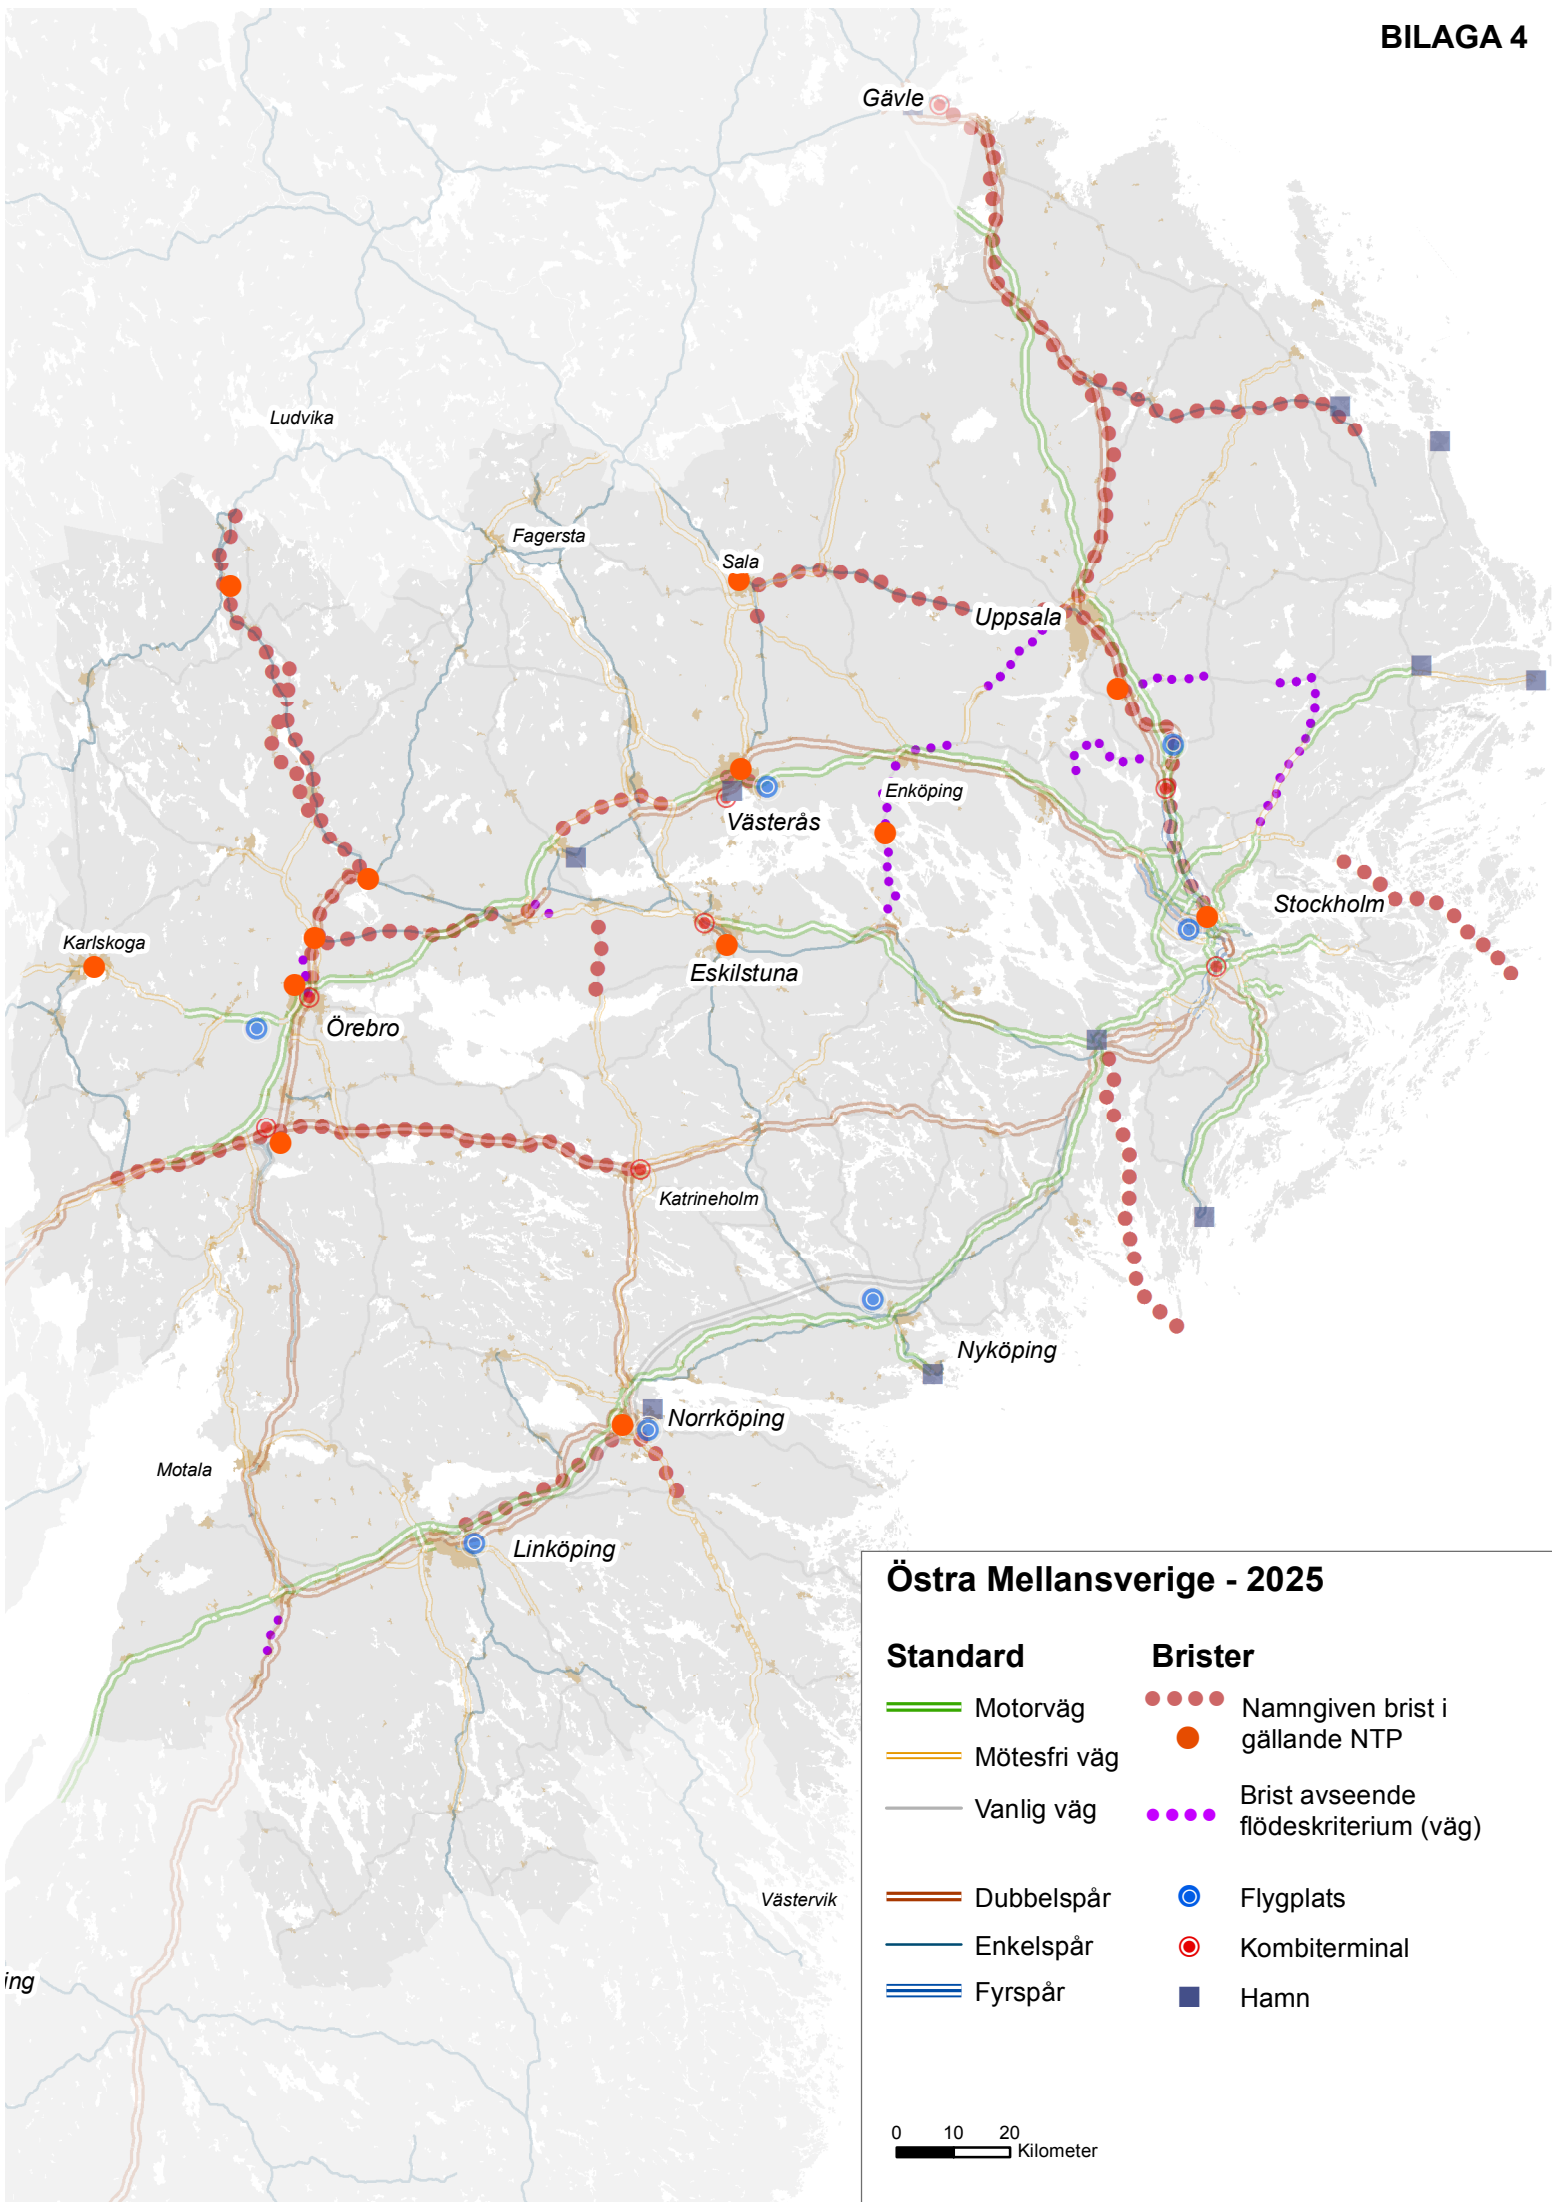 BILAGA 4
Gävle
Ludvika
Fagersta
Sala
Uppsala
Enköping
Västerås
Stockholm
Karlskoga
Eskilstuna
Örebro
Katrineholm
Nyköping
Norrköping
Motala
Linköping
Västervik
ing
Östra Mellansverige - 2025
Standard
Brister
Motorväg
Mötesfri väg
Vanlig väg
Dubbelspår
Enkelspår
Fyrspår
Namngiven brist i
gällande NTP
Brist avseende
flödeskriterium (väg)
Flygplats
Kombiterminal
Hamn
0 10 20
Kilometer